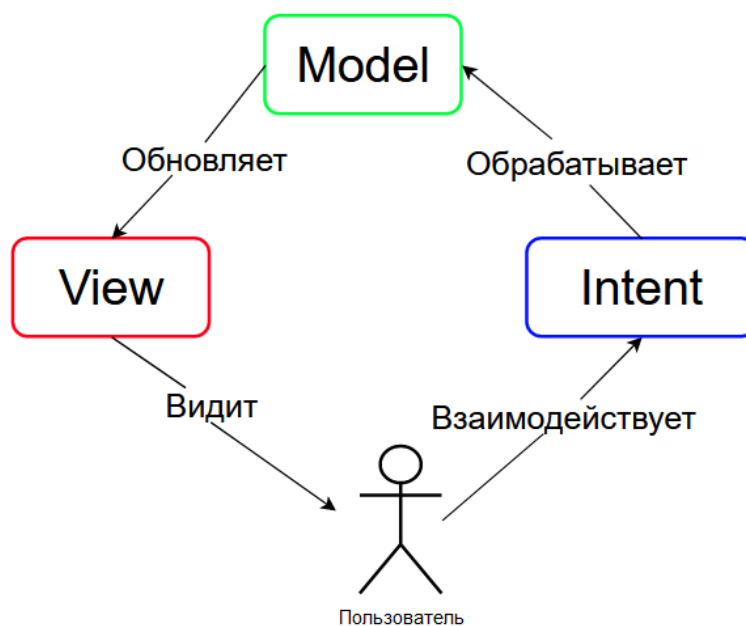 Model
Обновляет
Обрабатывает
View
Intent
Видит
Взаимодействует
Пользователь